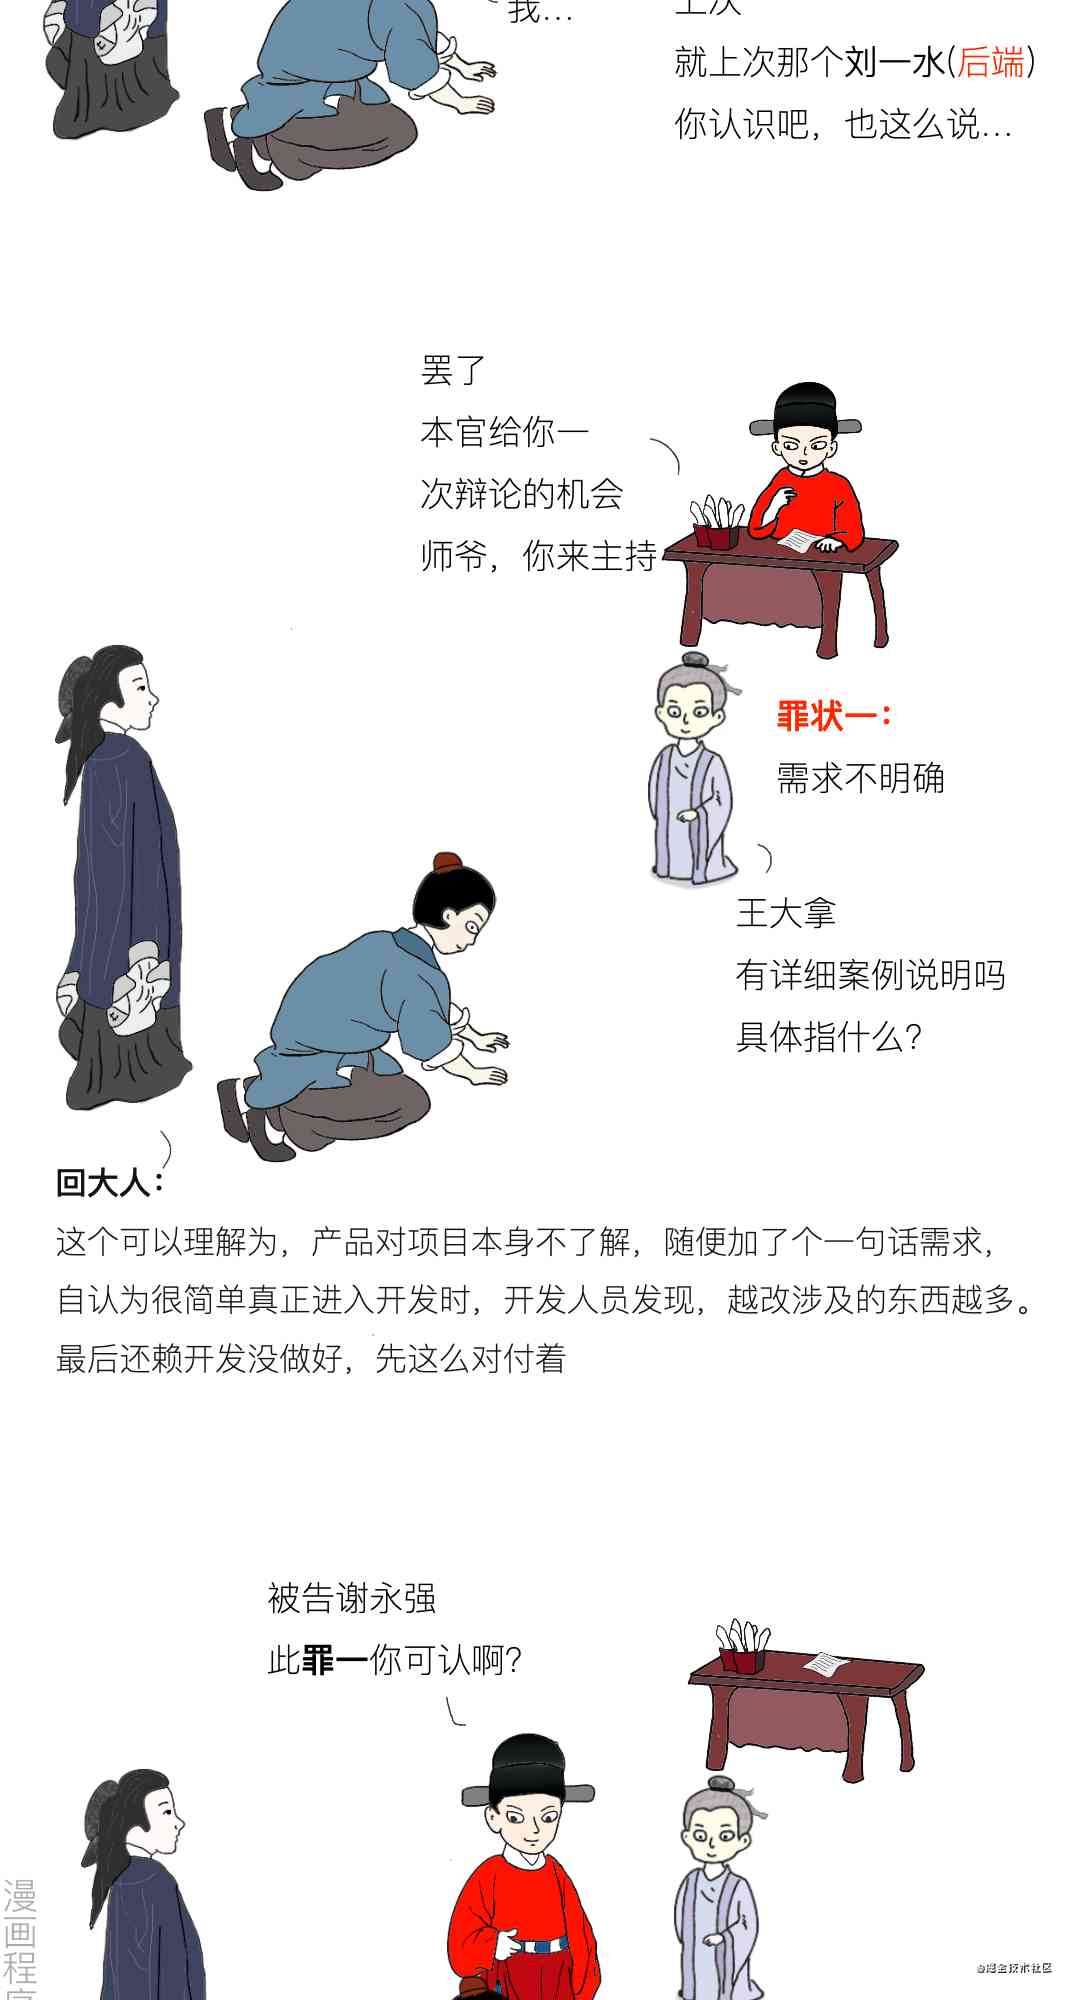 我…
上次
就上次那个刘一水(后端)
你认识吧，也这么说…
罢了
本官给你一
次辩论的机会
师爷，你来主持
罪状一：
需求不明确
王大拿
有详细案例说明吗
具体指什么？
回大人：
这个可以理解为，产品对项目本身不了解，随便加了个一句话需求，
自认为很简单真正进入开发时，开发人员发现，越改涉及的东西越多。
最后还赖开发没做好，先这么对付着
被告谢永强
此罪一你可认啊？
漫画程序
@掘金技术社区